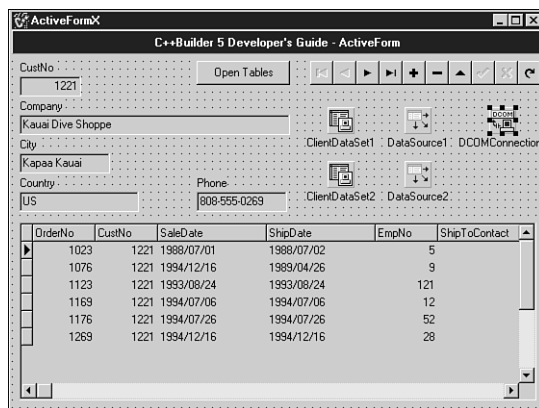 ActiveFormX
C++Builder 5 Developer's Guide - ActiveForm
CustNo
1221
Open Tables
Company
Kauai Dive Shoppe
City
Kapaa Kauai
Country
US
Phone
808-555-0269
ClientDataSet1 DataSource1 DCOMConnection
DCOM
ClientDataSet2 DataSource2
OrderNo CustNo SaleDate ShipDate EmpNo ShipToContact
1023 1221 1988/07/01 1988/07/02 5
1076 1221 1994/12/16 1989/04/26 9
1123 1221 1993/08/24 1993/08/24 121
1169 1221 1994/07/06 1994/07/06 12
1176 1221 1994/07/26 1994/07/26 52
1269 1221 1994/12/16 1994/12/16 28